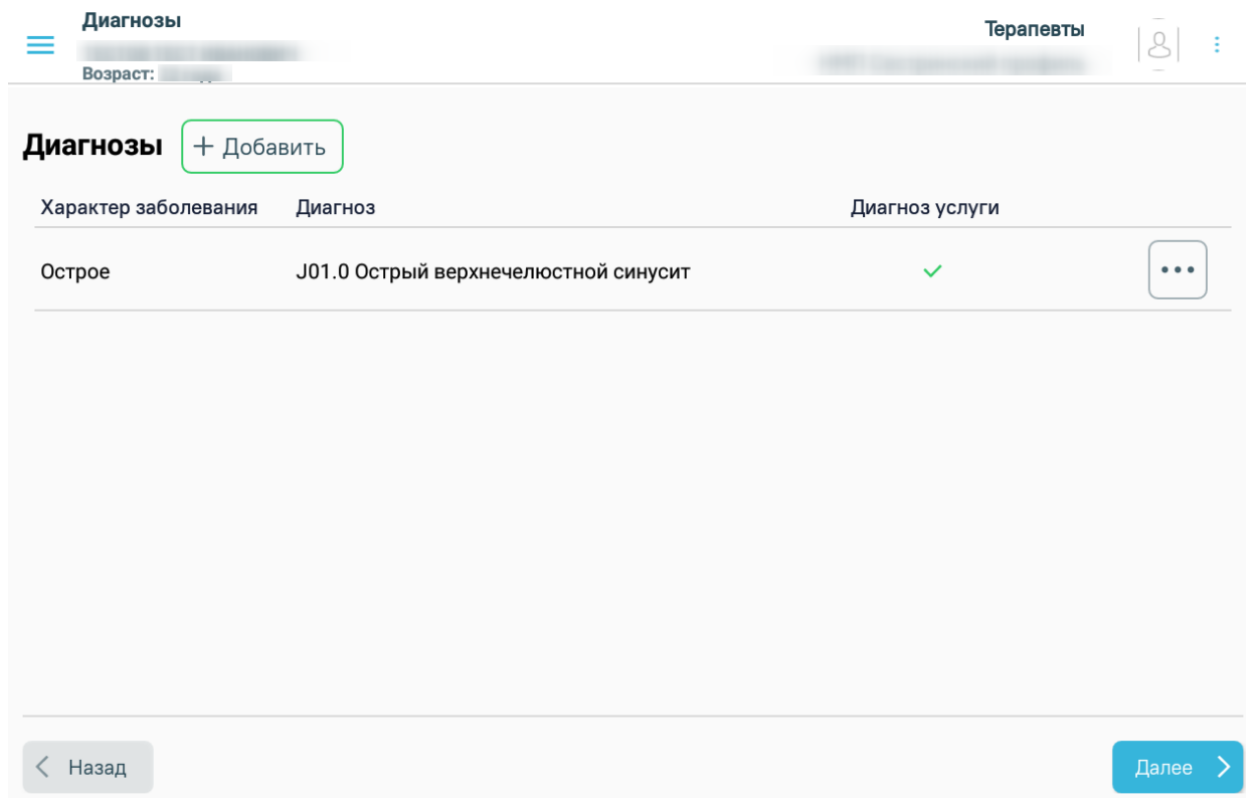 Диагнозы
Возраст:
Терапевты
Диагнозы + Добавить
Характер заболевания Диагноз Диагноз услуги
Острое J01.0 Острый верхнечелюстной синусит
Назад Далее